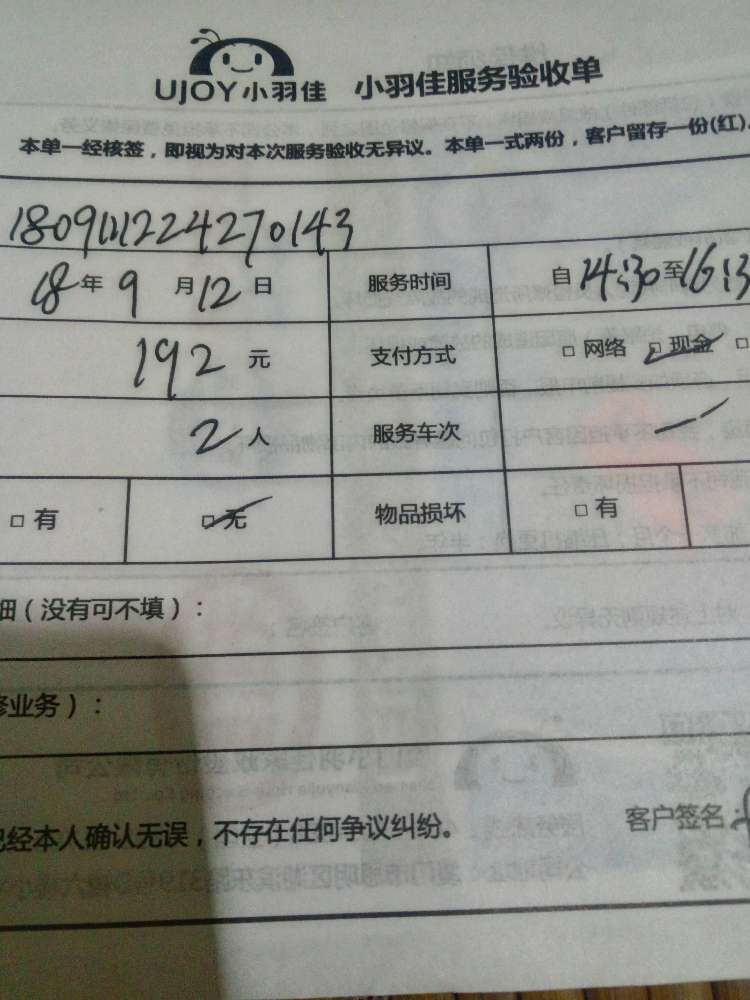 UJOY小羽佳 小羽佳服务验收单
本单一经核签，即视为对本次服务验收无异议。本单一式两份，客户留存一份(红)。
180911224270143
18年9月12日 服务时间 自14:30至16:3
192元 支付方式 □ 网络 □ 现金 □
2人 服务车次
□ 有 □ 无 物品损坏 □ 有
细（没有可不填）：
修业务）：
已经本人确认无误，不存在任何争议纠纷。 客户签名：